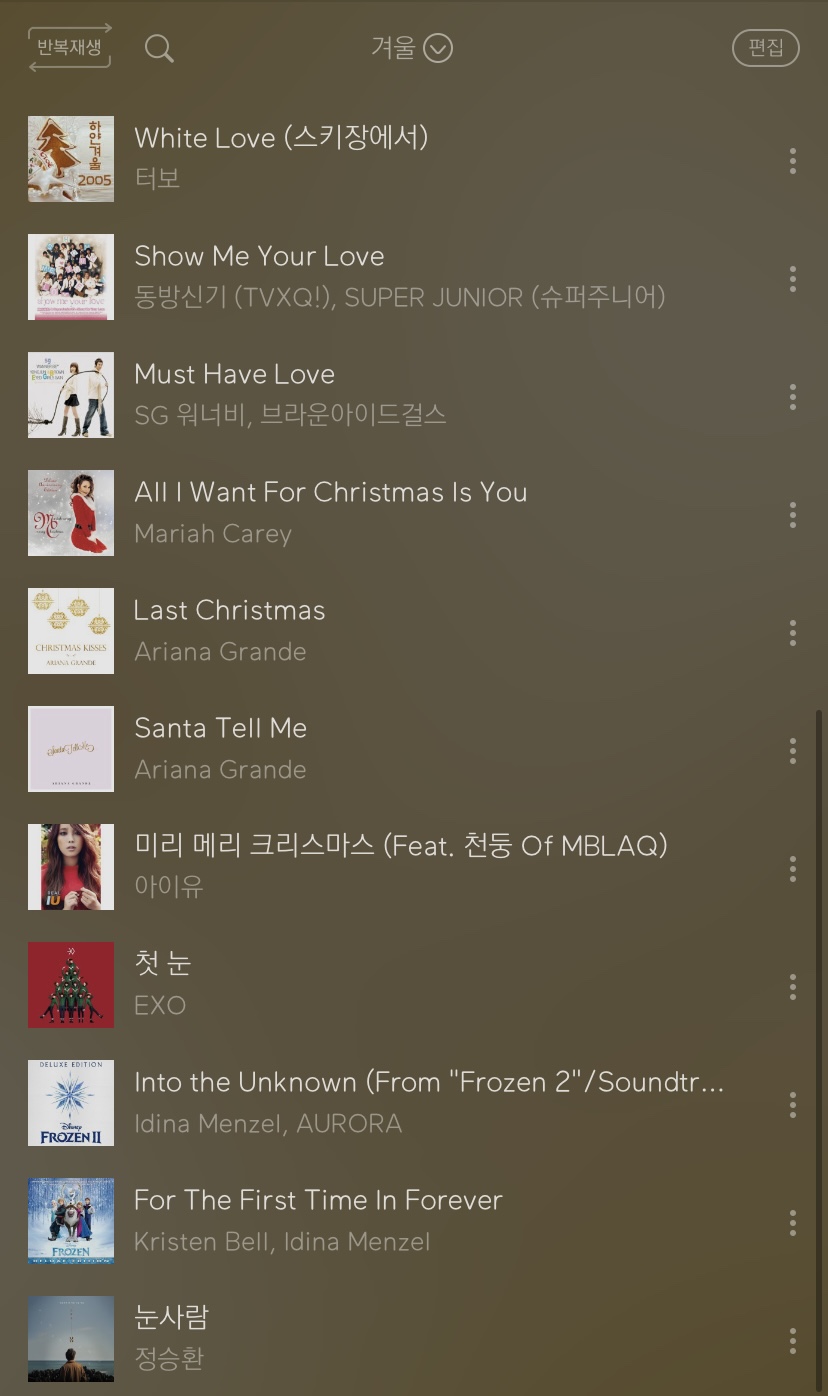 반복재생
겨울
편집
하얀겨울
2005
White Love (스키장에서)
터보
show me your love
Show Me Your Love
동방신기 (TVXQ!), SUPER JUNIOR (슈퍼주니어)
Must Have Love
SG 워너비, 브라운아이드걸스
All I Want For Christmas Is You
Mariah Carey
CHRISTMAS KISSES
ARIANA GRANDE
Last Christmas
Ariana Grande
Santa Tell Me
ARIANA GRANDE
Santa Tell Me
Ariana Grande
REAL
IU
미리 메리 크리스마스 (Feat. 천둥 Of MBLAQ)
아이유
첫 눈
EXO
DELUXE EDITION
Disney
FROZEN II
Into the Unknown (From "Frozen 2"/Soundtr...
Idina Menzel, AURORA
FROZEN
DELUXE EDITION
For The First Time In Forever
Kristen Bell, Idina Menzel
눈사람
정승환